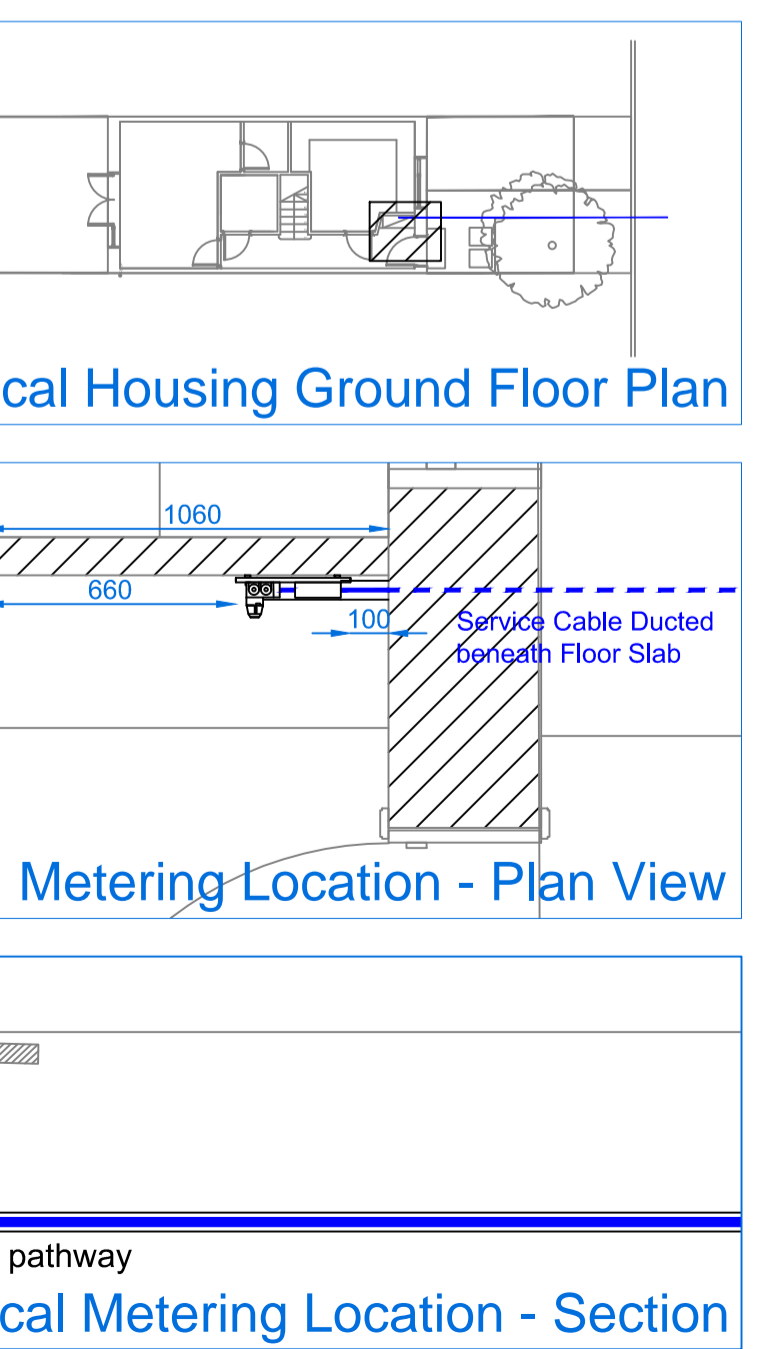 cal Housing Ground Floor Plan
1060
660
100
Service Cable Ducted
beneath Floor Slab
Metering Location - Plan View
pathway
cal Metering Location - Section